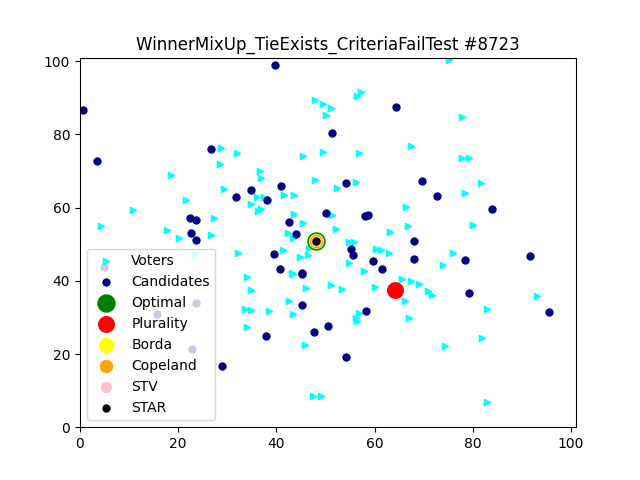 WinnerMixUp_TieExists_CriteriaFailTest #8723
100
80
60
40
20
0
Voters
Candidates
Optimal
Plurality
Borda
Copeland
STV
STAR
0 20 40 60 80 100